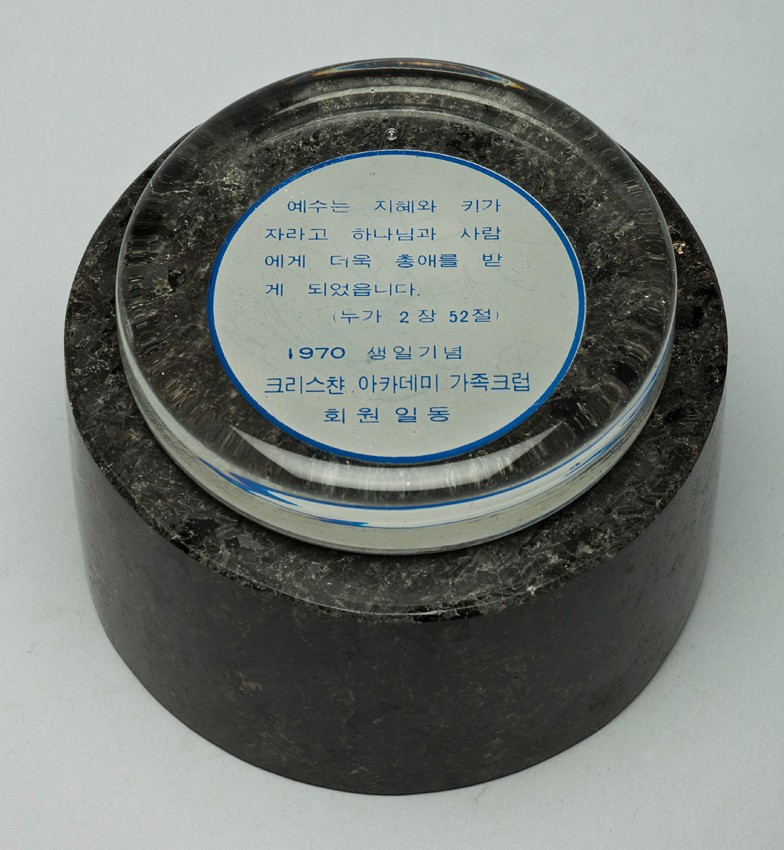 예수는 지혜와 키가
자라고 하나님과 사람
에게 더욱 총애를 받
게 되었읍니다.
(누가 2장 52절)
1970 생일기념
크리스챤 아카데미 가족크럽
회원일동